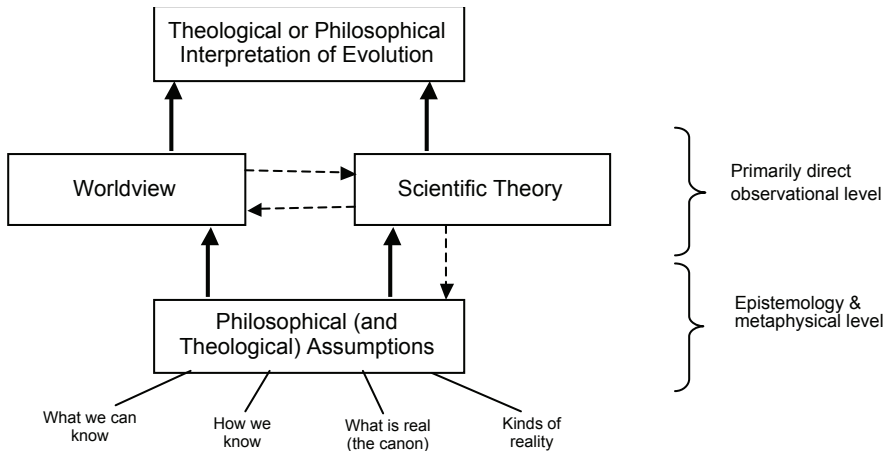 Theological or Philosophical
Interpretation of Evolution
Worldview
Scientific Theory
Primarily direct
observational level
Philosophical (and
Theological) Assumptions
Epistemology &
metaphysical level
What we can
know
How we
know
What is real
(the canon)
Kinds of
reality